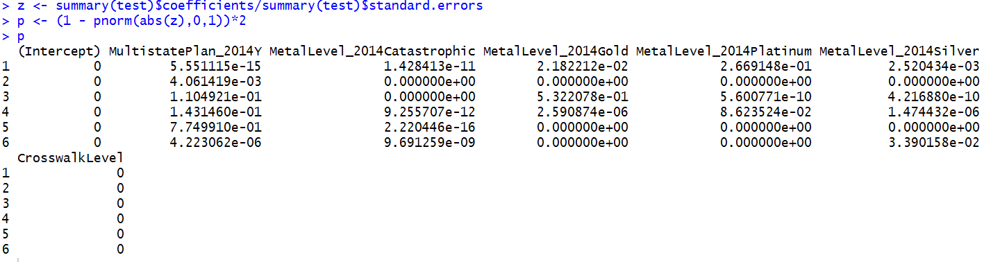 > z <- summary(test)$coefficients/summary(test)$standard.errors
> p <- (1 - pnorm(abs(z),0,1))*2
> p
  (Intercept) MultistatePlan_2014Y MetalLevel_2014Catastrophic MetalLevel_2014Gold MetalLevel_2014Platinum MetalLevel_2014Silver
1           0         5.551115e-15                1.428413e-11        2.182212e-02            2.669148e-01          2.520434e-03
2           0         4.061419e-03                0.000000e+00        0.000000e+00            0.000000e+00          0.000000e+00
3           0         1.104921e-01                0.000000e+00        5.322078e-01            5.600771e-10          4.216880e-10
4           0         1.431460e-01                9.255707e-12        2.590874e-06            8.623524e-02          1.474432e-06
5           0         7.749910e-01                2.220446e-16        0.000000e+00            0.000000e+00          0.000000e+00
6           0         4.223062e-06                9.691259e-09        0.000000e+00            0.000000e+00          3.390158e-02
  CrosswalkLevel
1              0
2              0
3              0
4              0
5              0
6              0